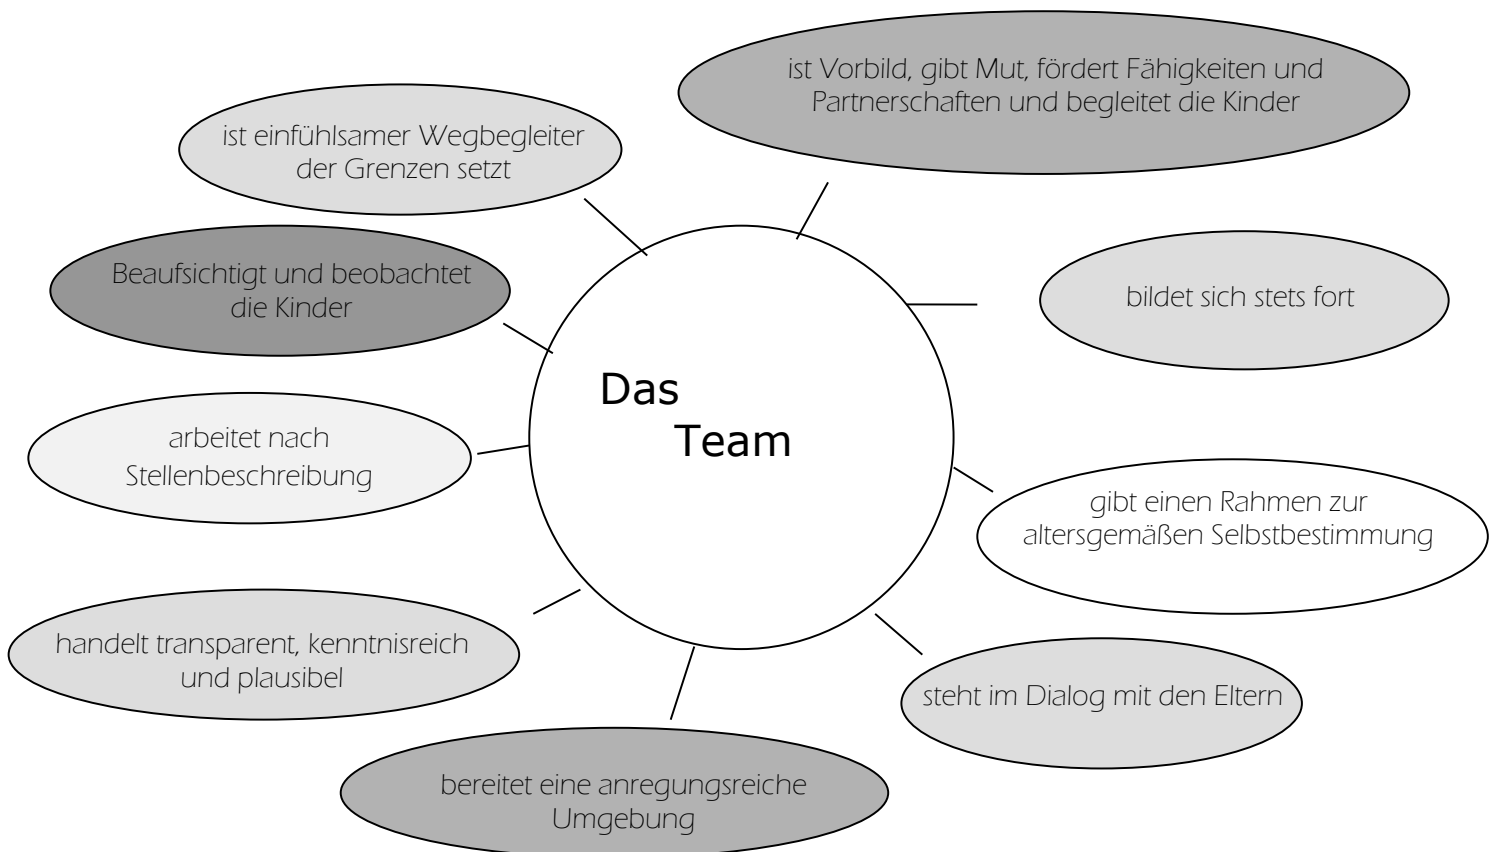 ist Vorbild, gibt Mut, fördert Fähigkeiten und
Partnerschaften und begleitet die Kinder
ist einfühlsamer Wegbegleiter
der Grenzen setzt
Beaufsichtigt und beobachtet
die Kinder
bildet sich stets fort
Das
Team
arbeitet nach
Stellenbeschreibung
gibt einen Rahmen zur
altersgemäßen Selbstbestimmung
handelt transparent, kenntnisreich
und plausibel
steht im Dialog mit den Eltern
bereitet eine anregungsreiche
Umgebung